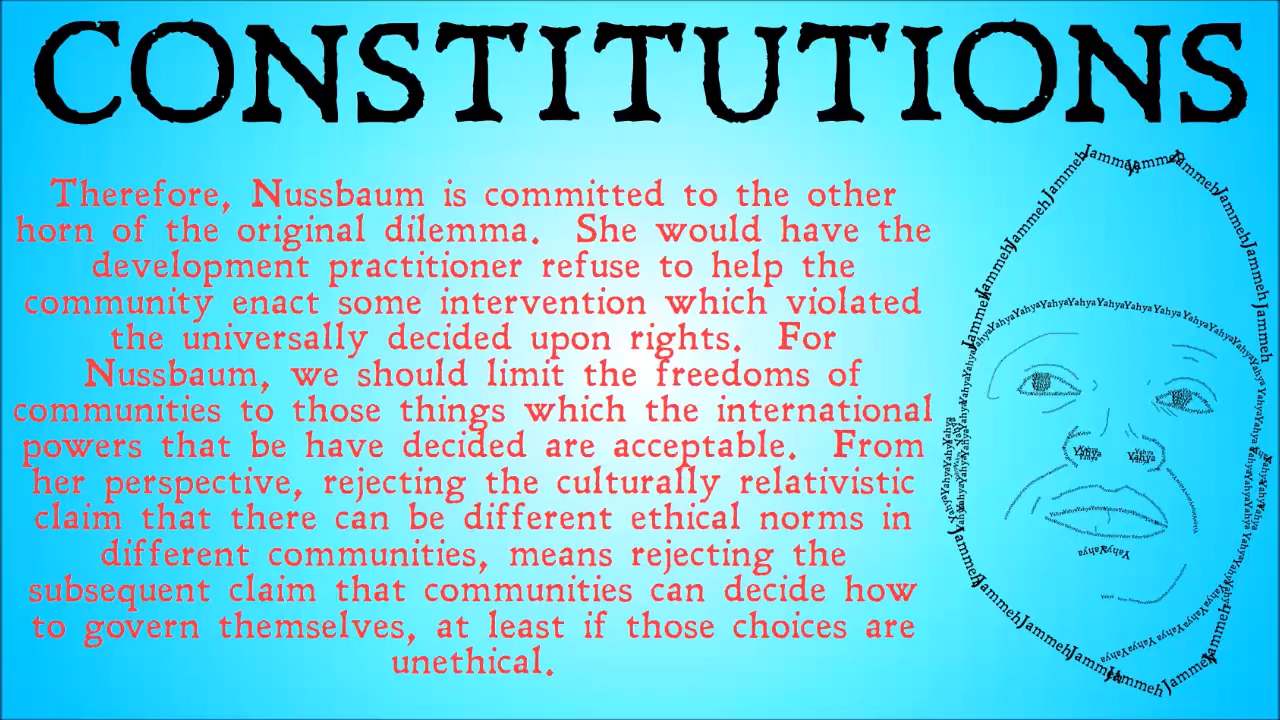 CONSTITUTIONS
Therefore, Nussbaum is committed to the other
horn of the original dilemma. She would have the
development practitioner refuse to help the
community enact some intervention which violated
the universally decided upon rights. For
Nussbaum, we should limit the freedoms of
communities to those things which the international
powers that be have decided are acceptable. From
her perspective, rejecting the culturally relativistic
claim that there can be different ethical norms in
different communities, means rejecting the
subsequent claim that communities can decide how
to govern themselves, at least if those choices are
unethical.
Jammeh
Yahya